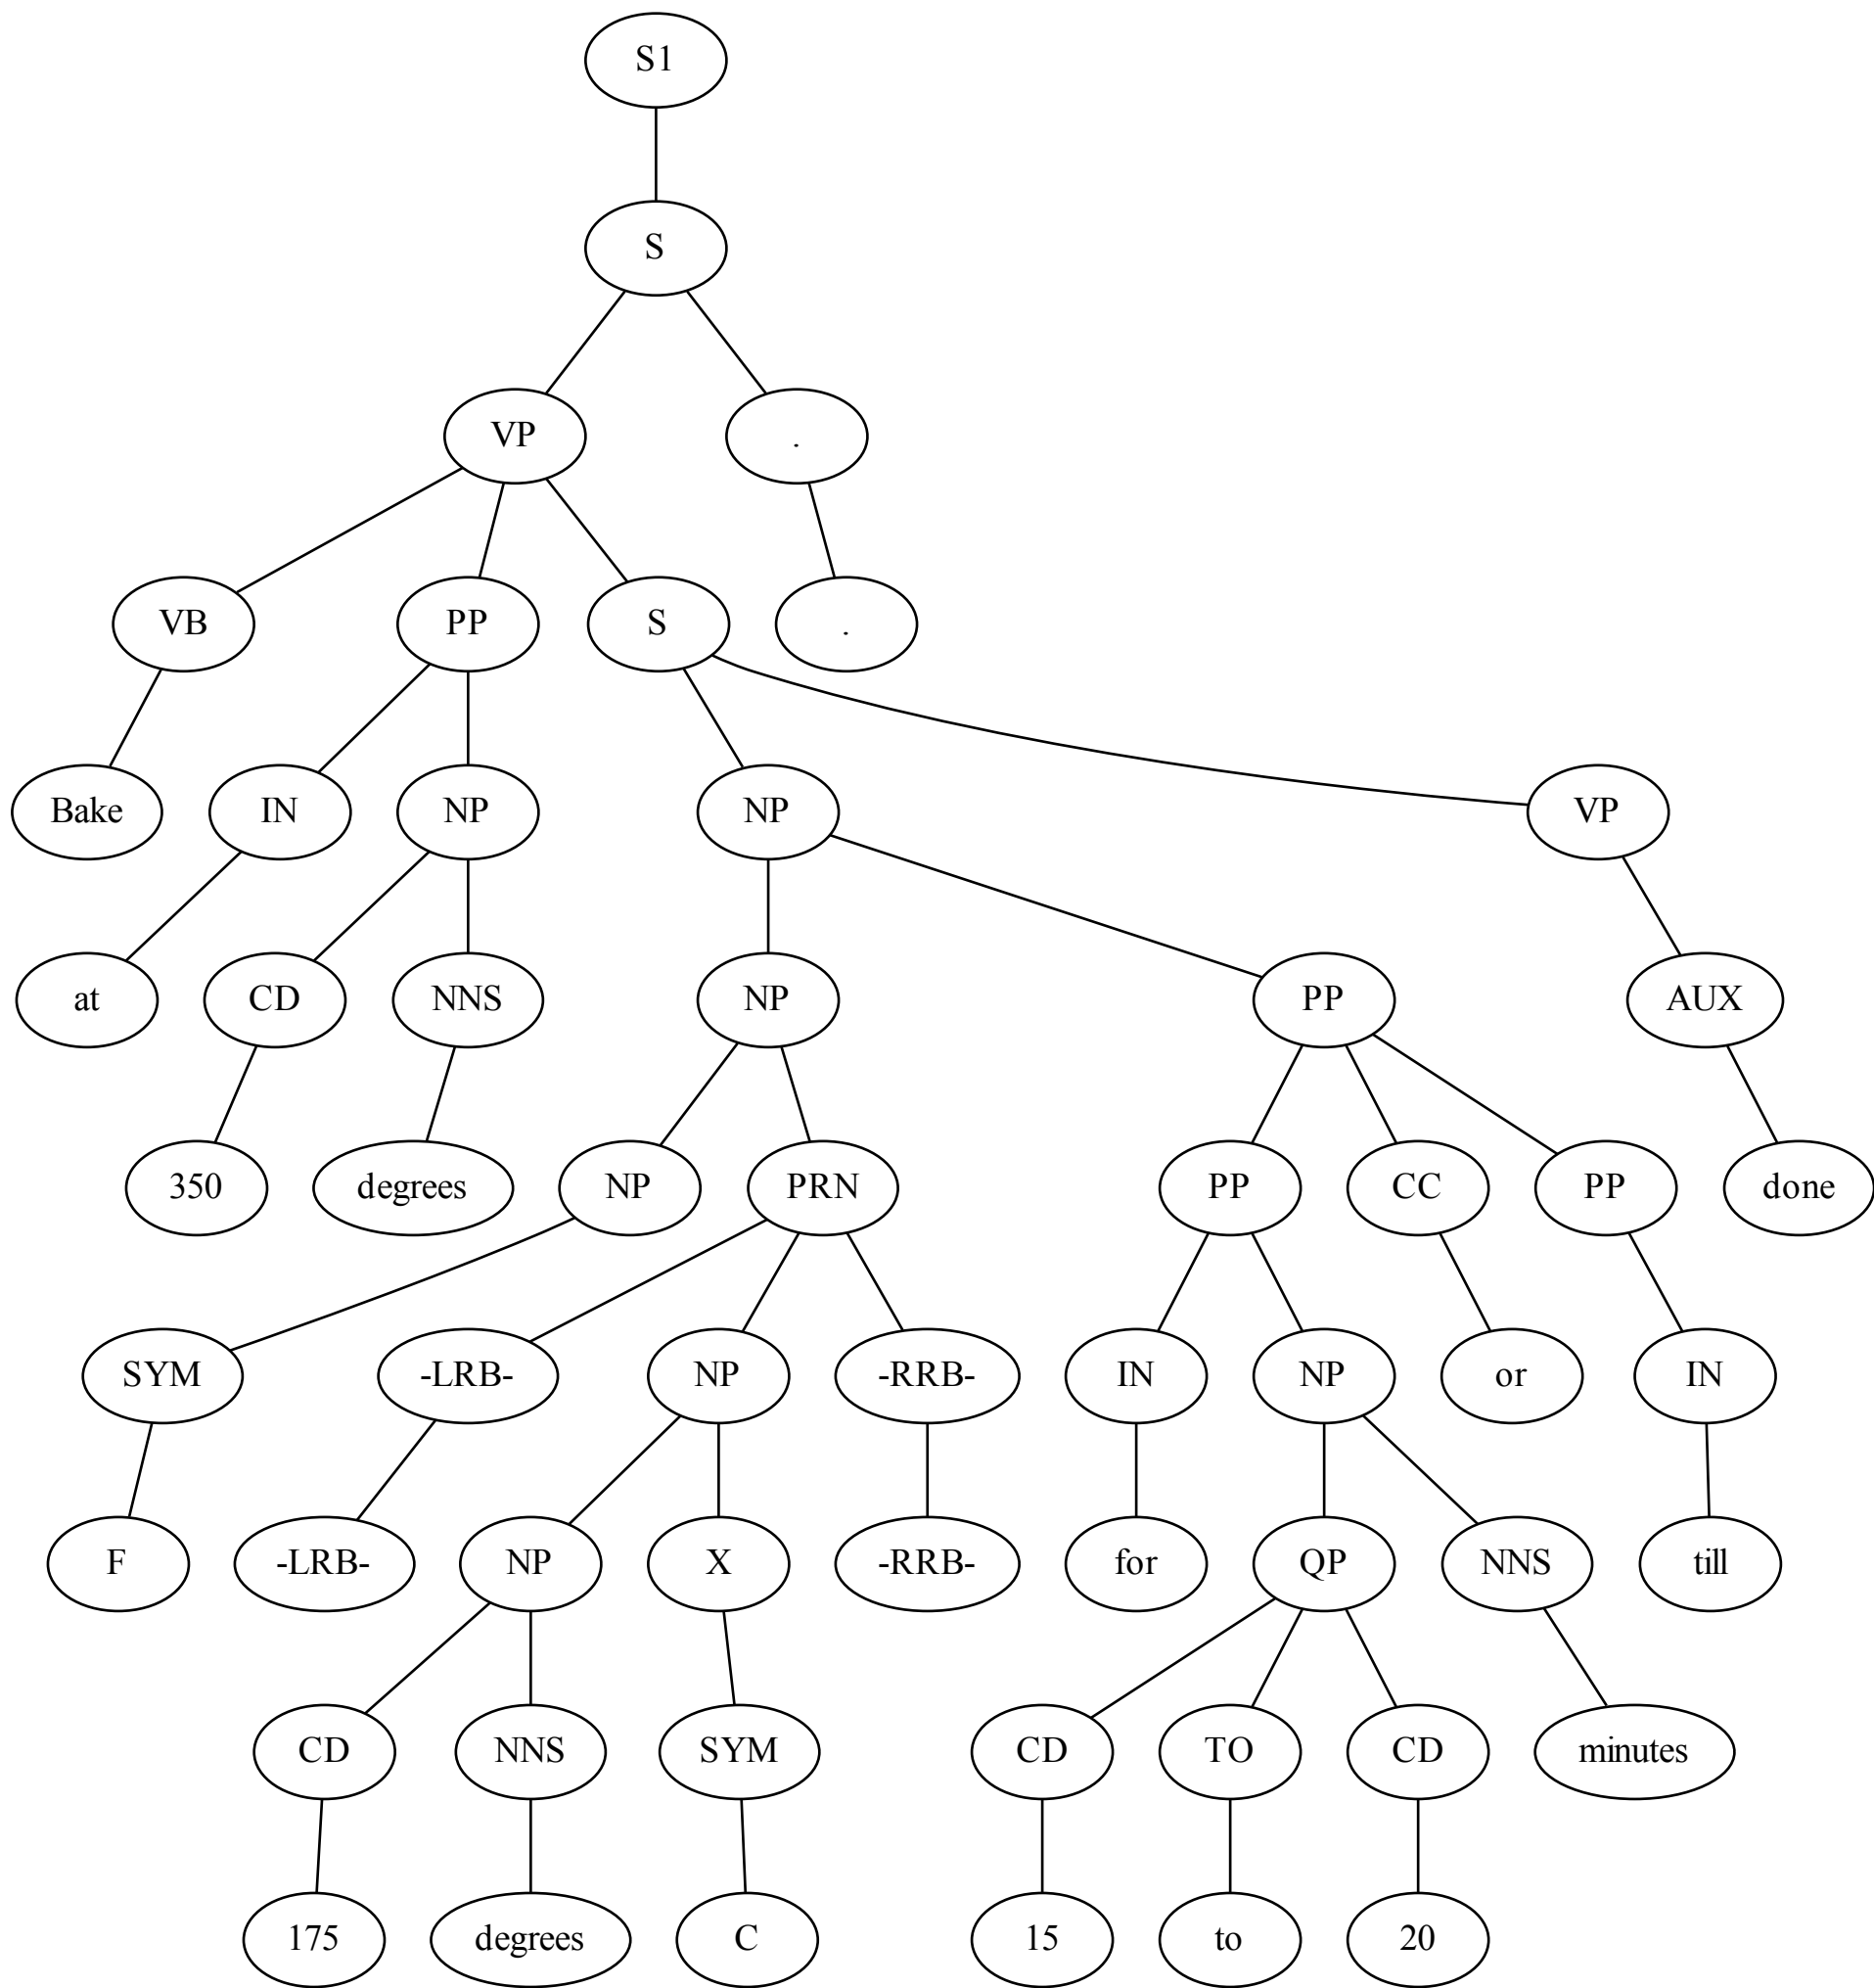 S1
S
VP .
VB PP S .
Bake IN NP NP VP
at CD NNS NP PP AUX
350 degrees NP PRN PP CC PP done
SYM -LRB- NP -RRB- IN NP or IN
F -LRB- NP X -RRB- for QP NNS till
CD NNS SYM CD TO CD minutes
175 degrees C 15 to 20